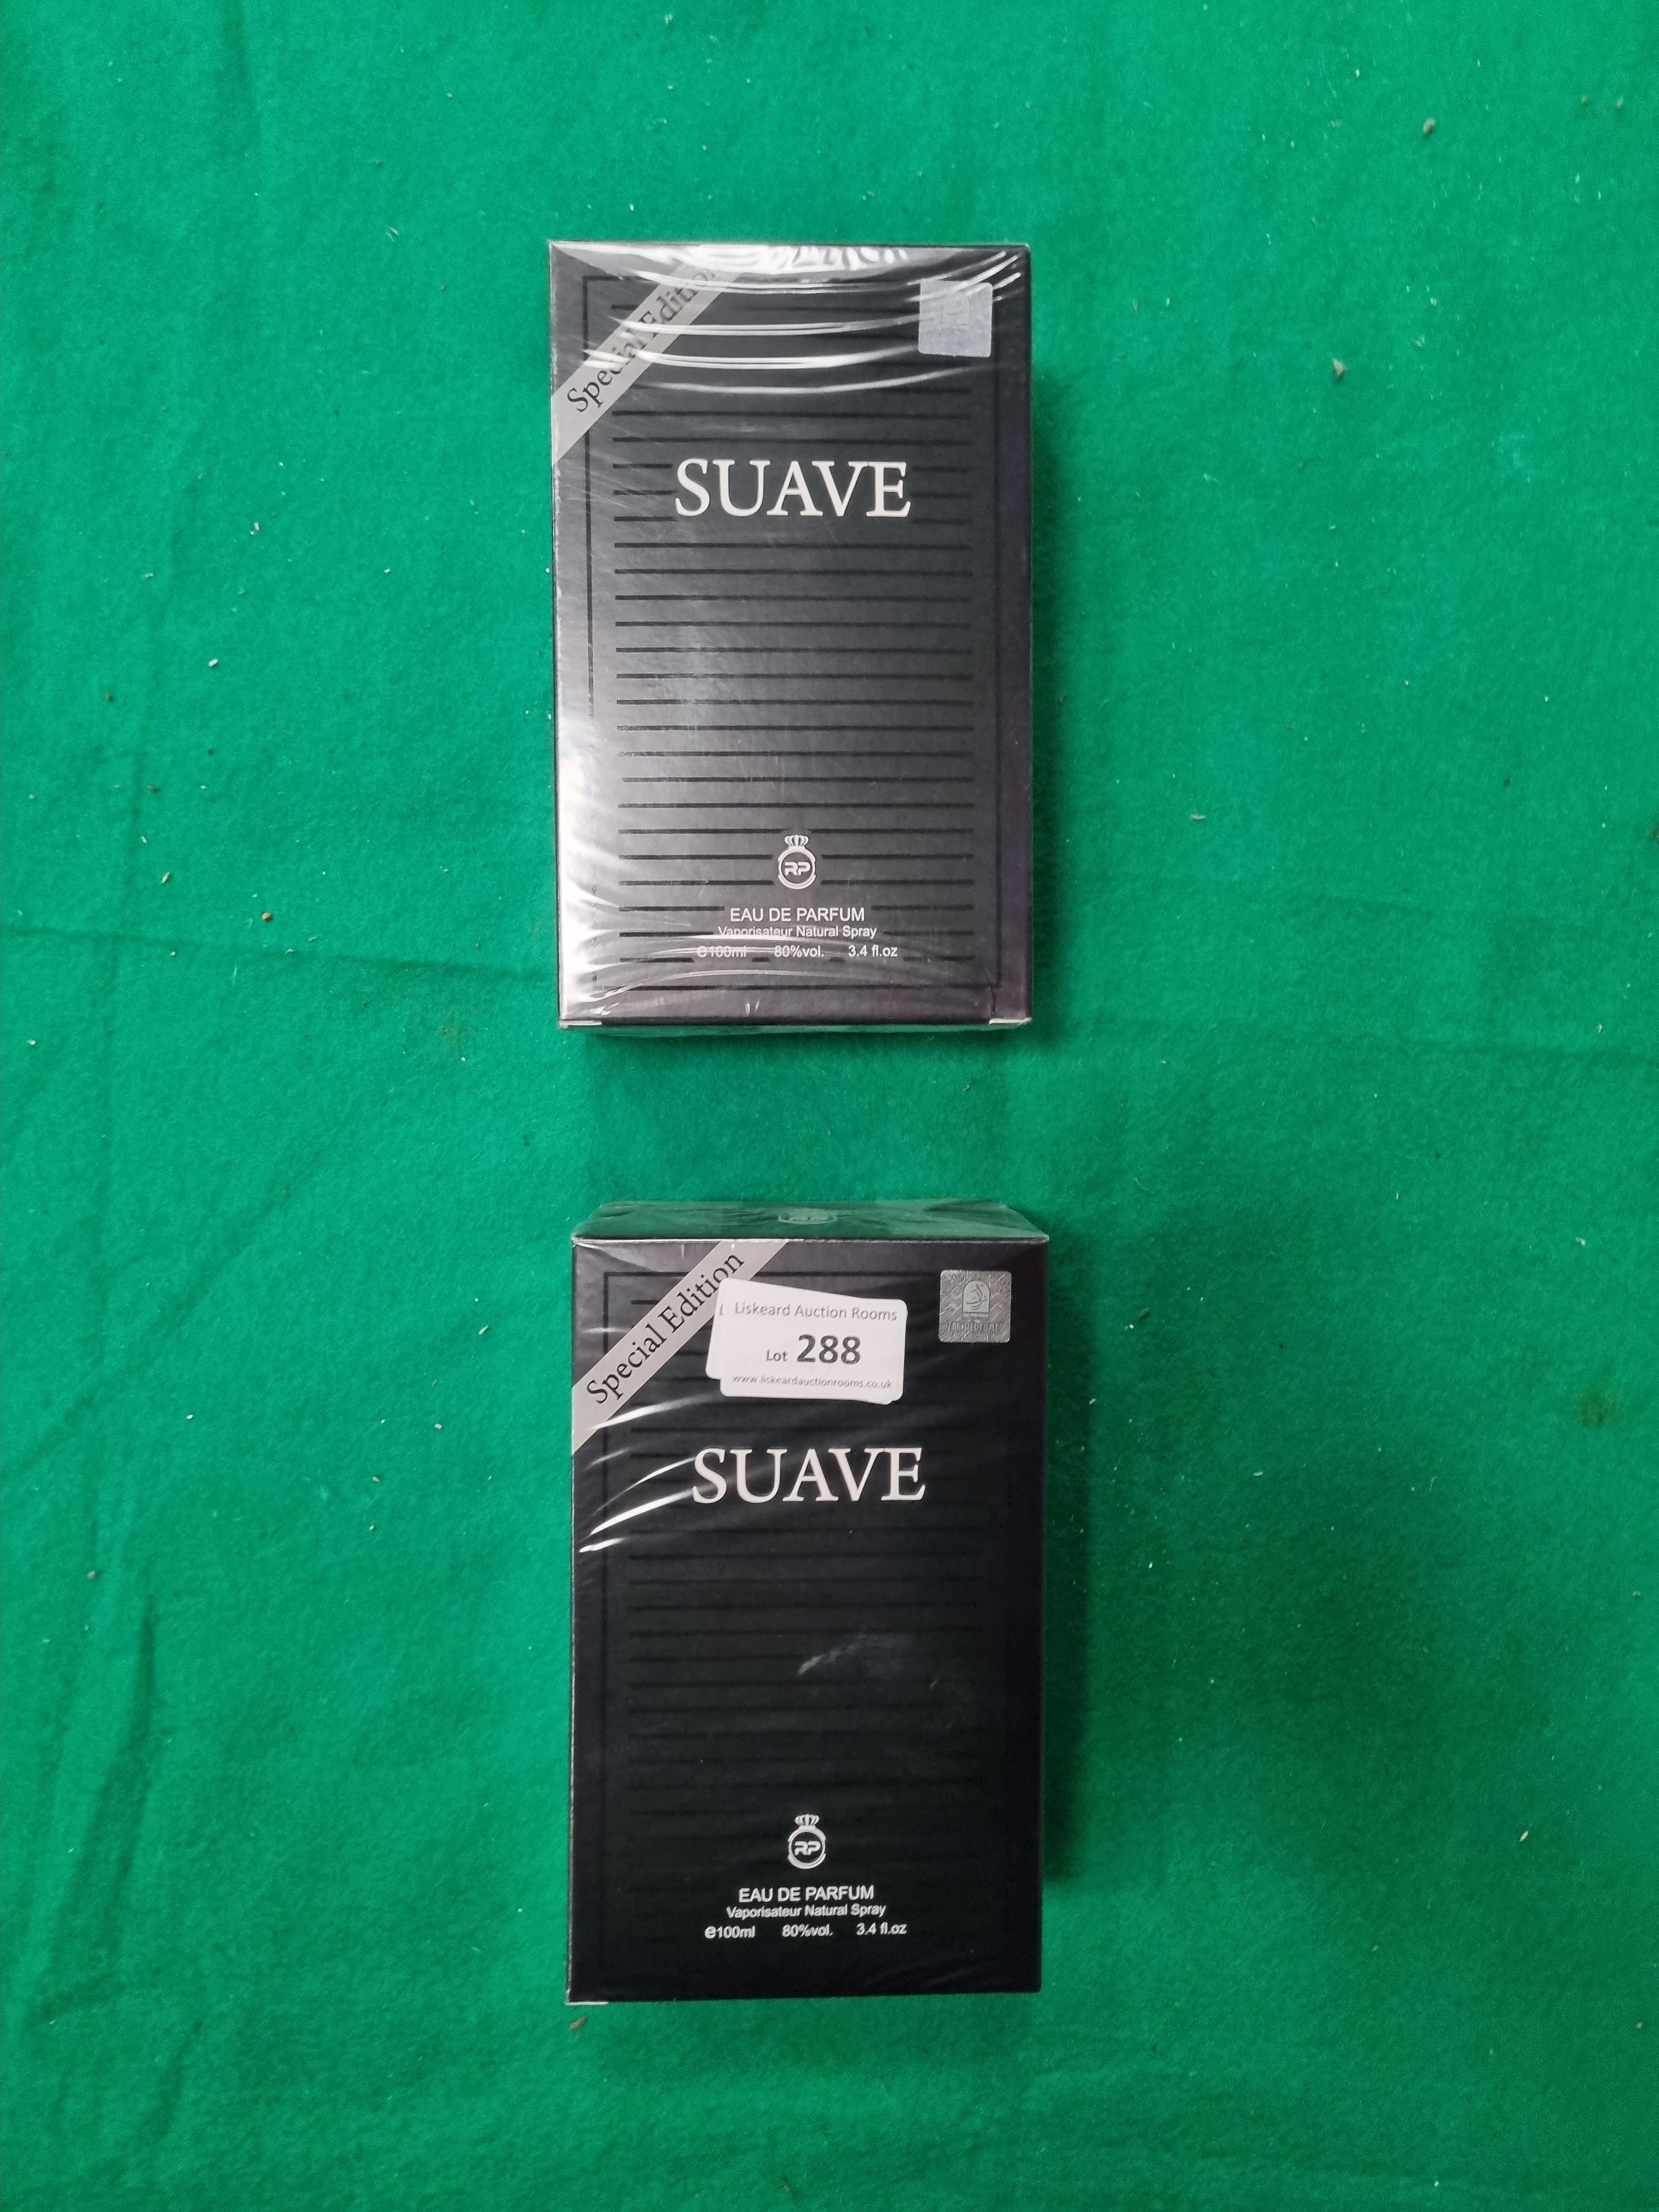 Special Edition
SUAVE
RP
EAU DE PARFUM
Vaporisateur Natural Spray
℮100ml 80%vol. 3.4 fl.oz
Special Edition
Liskeard Auction Rooms
Lot 288
www.liskeardauctionrooms.co.uk
SUAVE
RP
EAU DE PARFUM
Vaporisateur Natural Spray
℮100ml 80%vol. 3.4 fl.oz